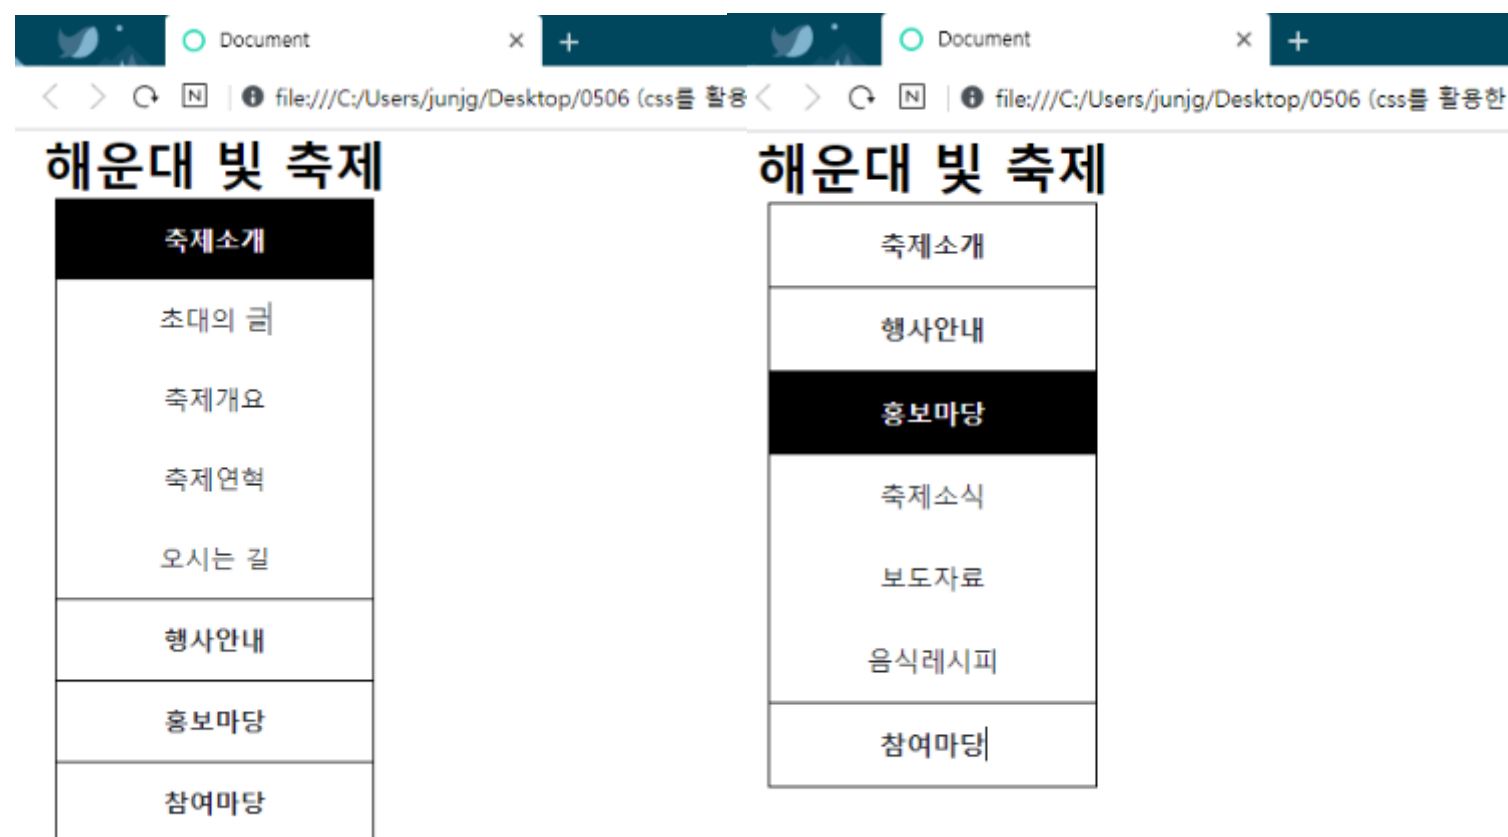 Document
N file:///C:/Users/junjg/Desktop/0506 (css를 활용
해운대 빛 축제
축제소개
초대의 글
축제개요
축제연혁
오시는 길
행사안내
홍보마당
참여마당
Document
N file:///C:/Users/junjg/Desktop/0506 (css를 활용한
해운대 빛 축제
축제소개
행사안내
홍보마당
축제소식
보도자료
음식레시피
참여마당